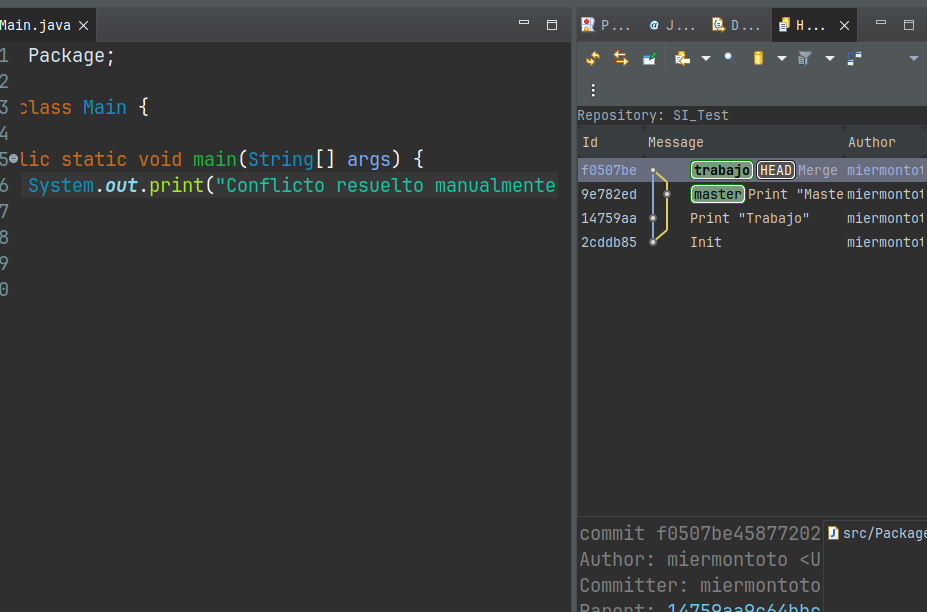 Main.java
1 Package;
2
3 class Main {
4
5 lic static void main(String[] args) {
6 System.out.print("Conflicto resuelto manualmente
7
8
9
0
P... J... D... H...
Repository: SI_Test
Id Message Author
f0507be trabajo HEAD Merge miermontot
9e782ed master Print "Maste miermontot
14759aa Print "Trabajo" miermontot
2cddb85 Init miermontot
commit f0507be45877202
src/Package
Author: miermontoto <U
Committer: miermontoto
Parent: 14759aa9c64bbc